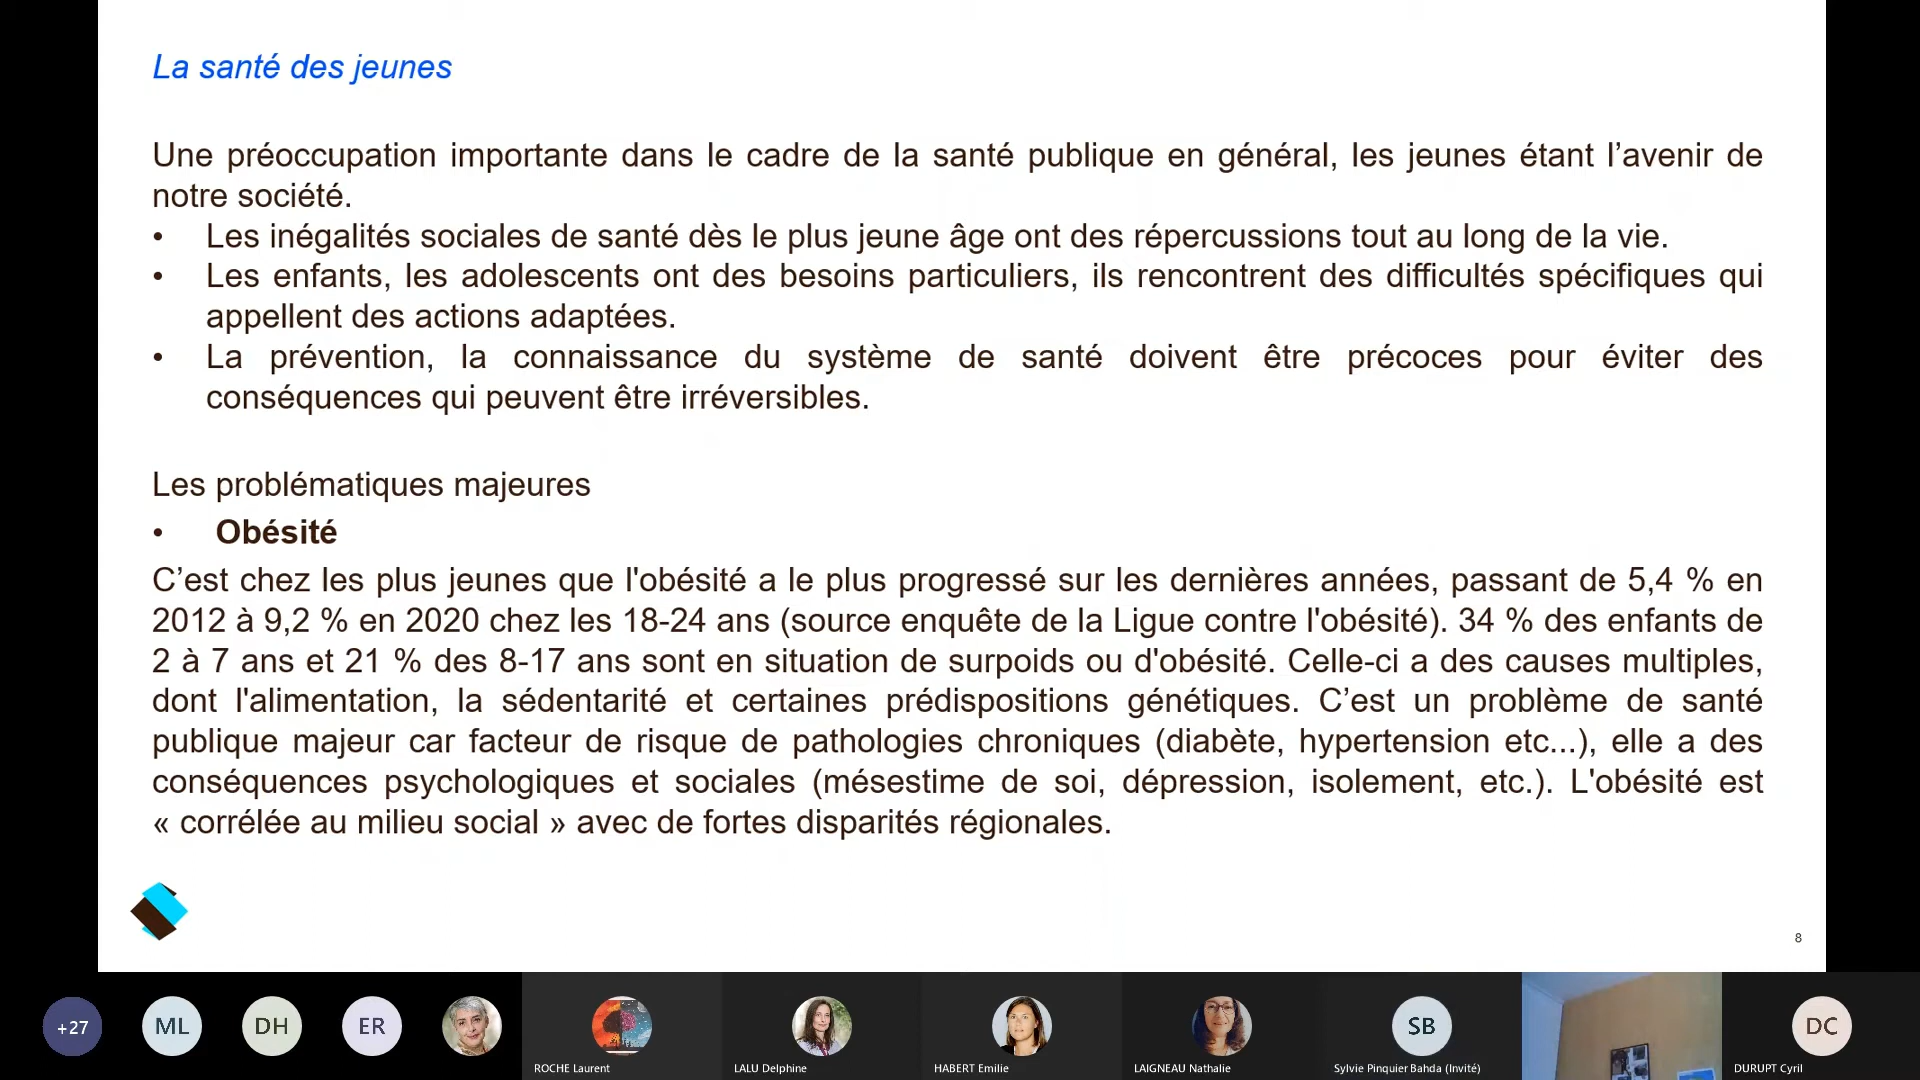 La santé des jeunes
Une préoccupation importante dans le cadre de la santé publique en général, les jeunes étant l’avenir de
notre société.
• Les inégalités sociales de santé dès le plus jeune âge ont des répercussions tout au long de la vie.
• Les enfants, les adolescents ont des besoins particuliers, ils rencontrent des difficultés spécifiques qui
appellent des actions adaptées.
• La prévention, la connaissance du système de santé doivent être précoces pour éviter des
conséquences qui peuvent être irréversibles.
Les problématiques majeures
• Obésité
C’est chez les plus jeunes que l'obésité a le plus progressé sur les dernières années, passant de 5,4 % en
2012 à 9,2 % en 2020 chez les 18-24 ans (source enquête de la Ligue contre l'obésité). 34 % des enfants de
2 à 7 ans et 21 % des 8-17 ans sont en situation de surpoids ou d'obésité. Celle-ci a des causes multiples,
dont l'alimentation, la sédentarité et certaines prédispositions génétiques. C’est un problème de santé
publique majeur car facteur de risque de pathologies chroniques (diabète, hypertension etc...), elle a des
conséquences psychologiques et sociales (mésestime de soi, dépression, isolement, etc.). L'obésité est
« corrélée au milieu social » avec de fortes disparités régionales.
8
+27
ML
DH
ER
SB
DC
ROCHE Laurent
LALU Delphine
HABERT Emilie
LAIGNEAU Nathalie
Sylvie Pinquier Bahda (Invité)
DURUPT Cyril